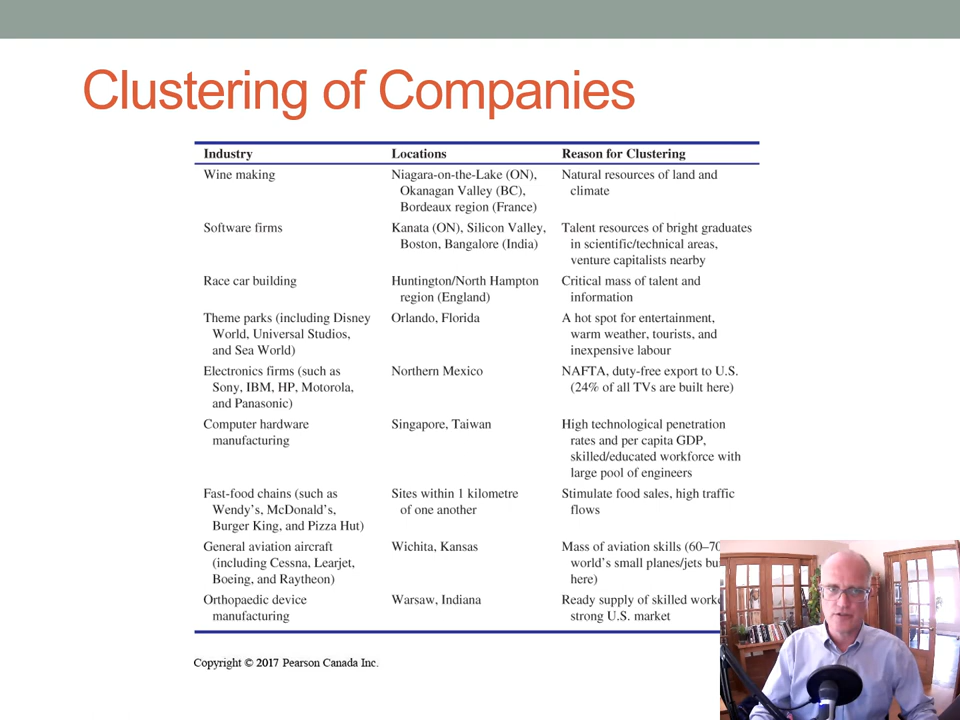 Clustering of Companies
Industry Locations Reason for Clustering
Wine making Niagara-on-the-Lake (ON), Natural resources of land and
Okanagan Valley (BC), climate
Bordeaux region (France)
Software firms Kanata (ON), Silicon Valley, Talent resources of bright graduates
Boston, Bangalore (India) in scientific/technical areas,
venture capitalists nearby
Race car building Huntington/North Hampton Critical mass of talent and
region (England) information
Theme parks (including Disney Orlando, Florida A hot spot for entertainment,
World, Universal Studios, warm weather, tourists, and
and Sea World) inexpensive labour
Electronics firms (such as Northern Mexico NAFTA, duty-free export to U.S.
Sony, IBM, HP, Motorola, (24% of all TVs are built here)
and Panasonic)
Computer hardware Singapore, Taiwan High technological penetration
manufacturing rates and per capita GDP,
skilled/educated workforce with
large pool of engineers
Fast-food chains (such as Sites within 1 kilometre Stimulate food sales, high traffic
Wendy's, McDonald's, of one another flows
Burger King, and Pizza Hut)
General aviation aircraft Wichita, Kansas Mass of aviation skills
(including Cessna, Learjet, world's small planes/jets
Boeing, and Raytheon) here)
Orthopaedic device Warsaw, Indiana Ready supply of skilled
manufacturing strong U.S. market
Copyright © 2017 Pearson Canada Inc.